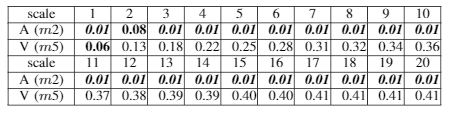 scale 1 2 3 4 5 6 7 8 9 10
A (m2) 0.01 0.08 0.01 0.01 0.01 0.01 0.01 0.01 0.01 0.01
V (m5) 0.06 0.13 0.18 0.22 0.25 0.28 0.31 0.32 0.34 0.36
scale 11 12 13 14 15 16 17 18 19 20
A (m2) 0.01 0.01 0.01 0.01 0.01 0.01 0.01 0.01 0.01 0.01
V (m5) 0.37 0.38 0.39 0.39 0.40 0.40 0.41 0.41 0.41 0.41